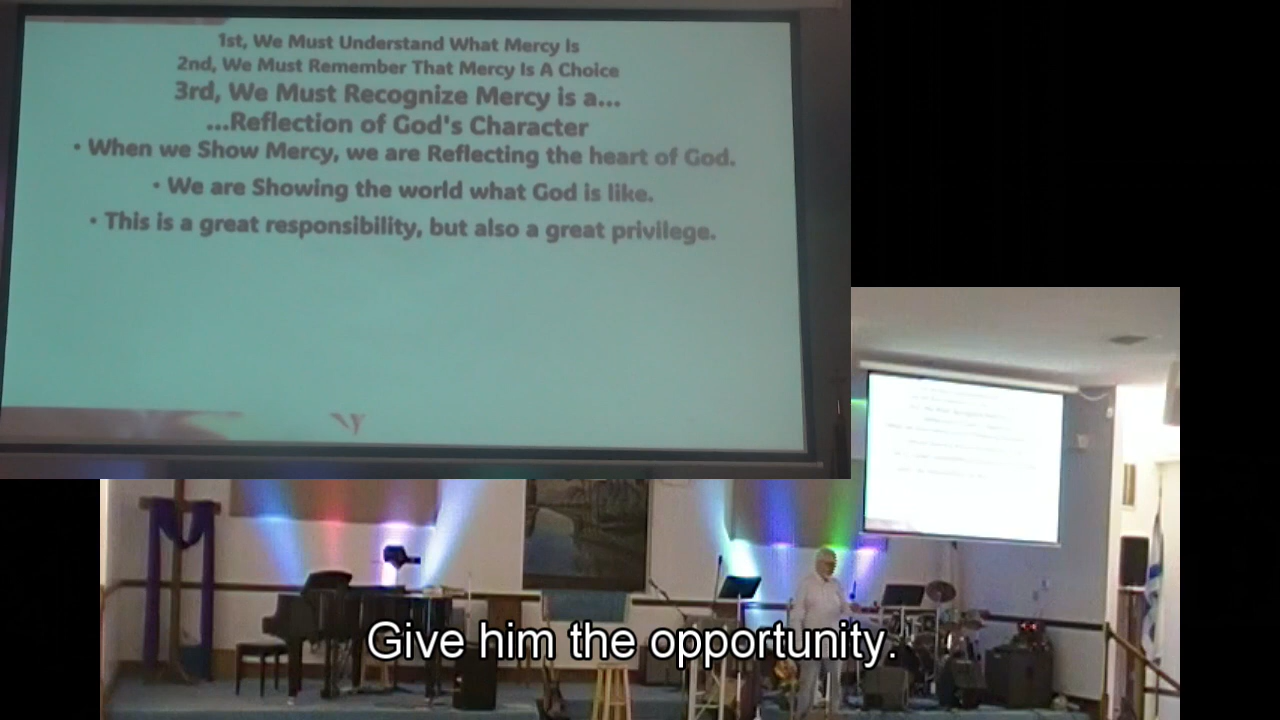 1st, We Must Understand What Mercy Is
2nd, We Must Remember That Mercy Is A Choice
3rd, We Must Recognize Mercy is a...
...Reflection of God's Character
• When we Show Mercy, we are Reflecting the heart of God.
• We are Showing the world what God is like.
• This is a great responsibility, but also a great privilege.
Give him the opportunity.